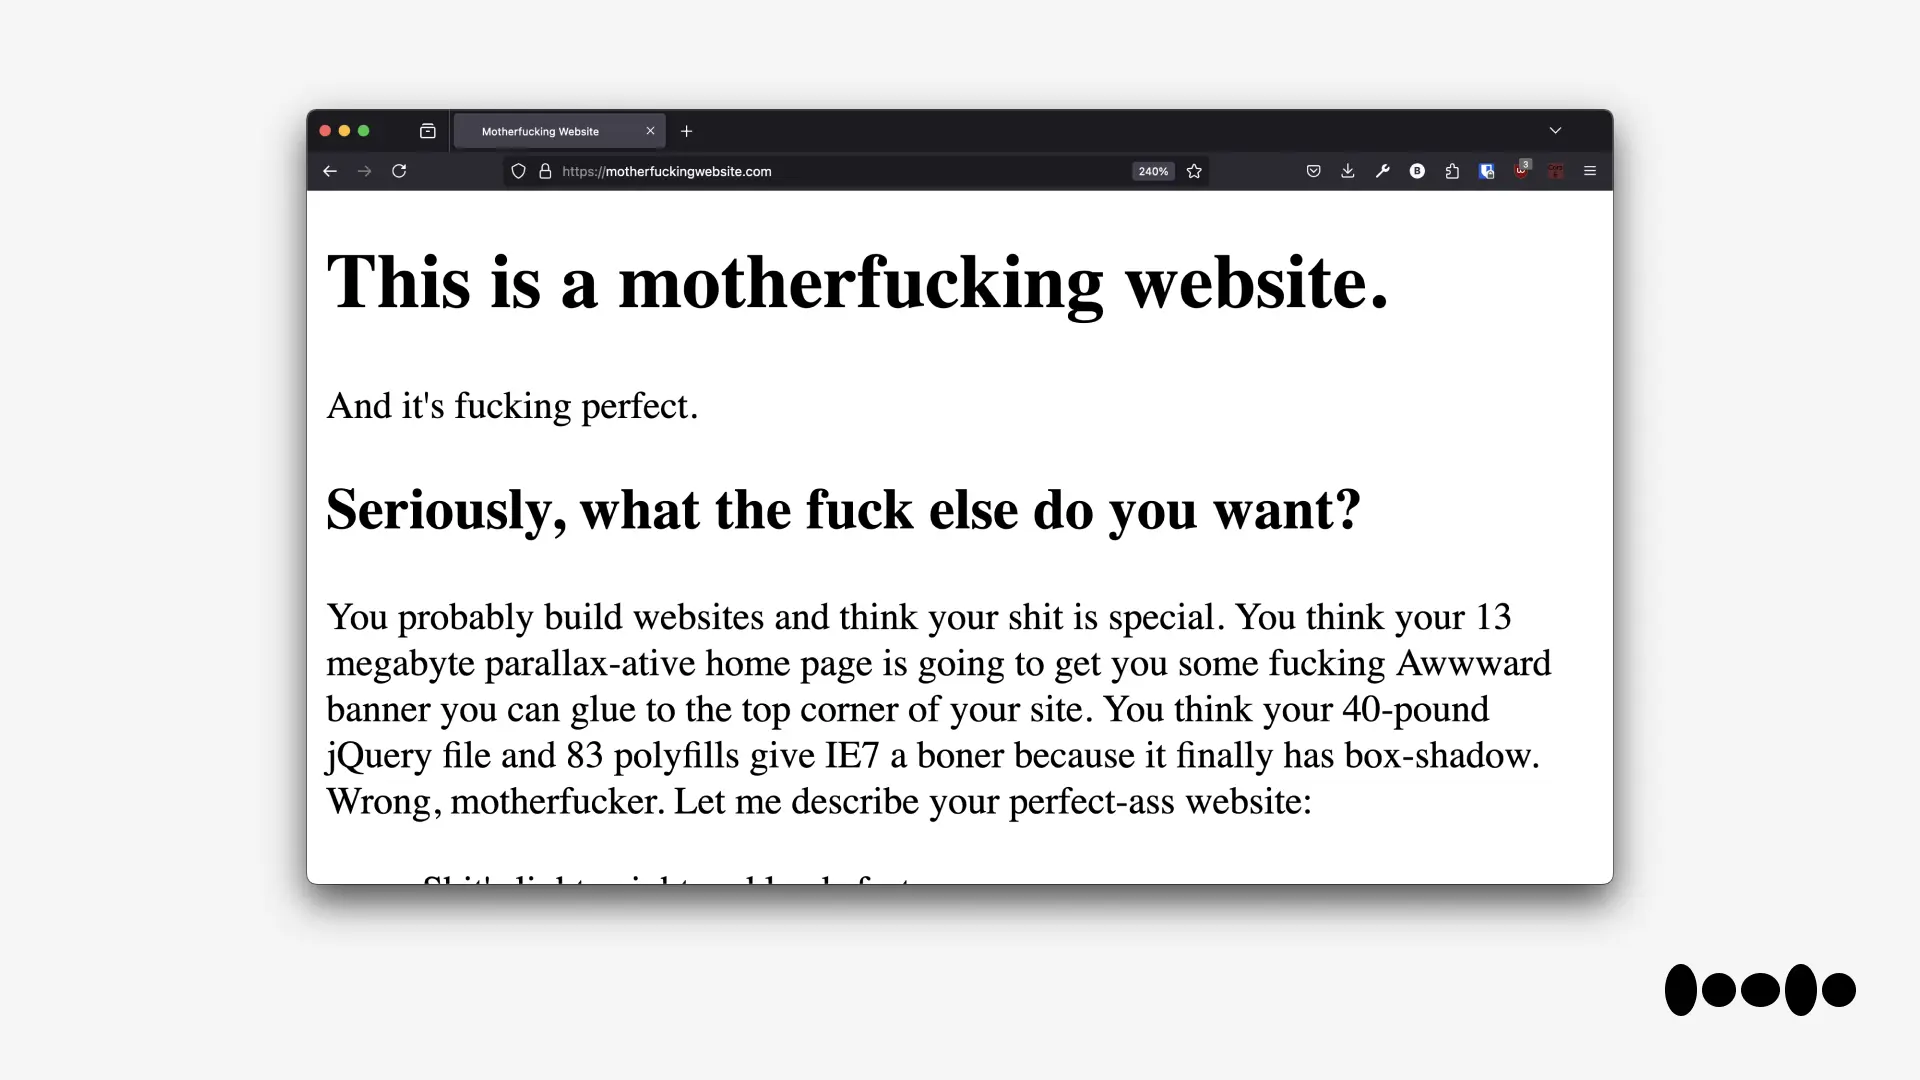 Motherfucking Website
https://motherfuckingwebsite.com
240%
B
3
This is a motherfucking website.
And it's fucking perfect.
Seriously, what the fuck else do you want?
You probably build websites and think your shit is special. You think your 13
megabyte parallax-ative home page is going to get you some fucking Awwward
banner you can glue to the top corner of your site. You think your 40-pound
jQuery file and 83 polyfills give IE7 a boner because it finally has box-shadow.
Wrong, motherfucker. Let me describe your perfect-ass website: